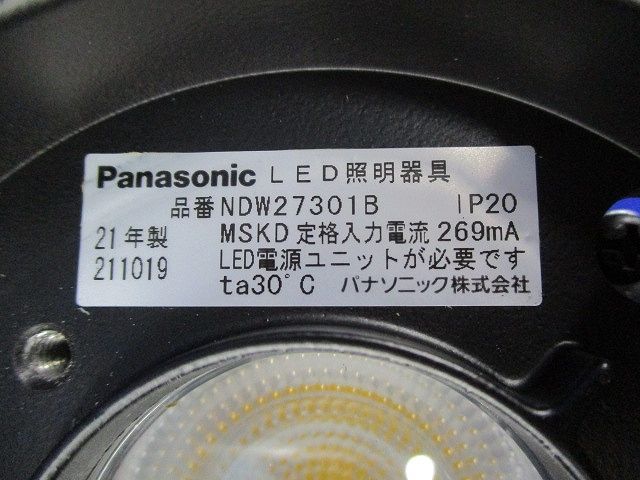 Panasonic LED照明器具
品番 NDW27301B IP20
21年製 MSKD 定格入力電流 269mA
211019 LED電源ユニットが必要です
ta30°C パナソニック株式会社